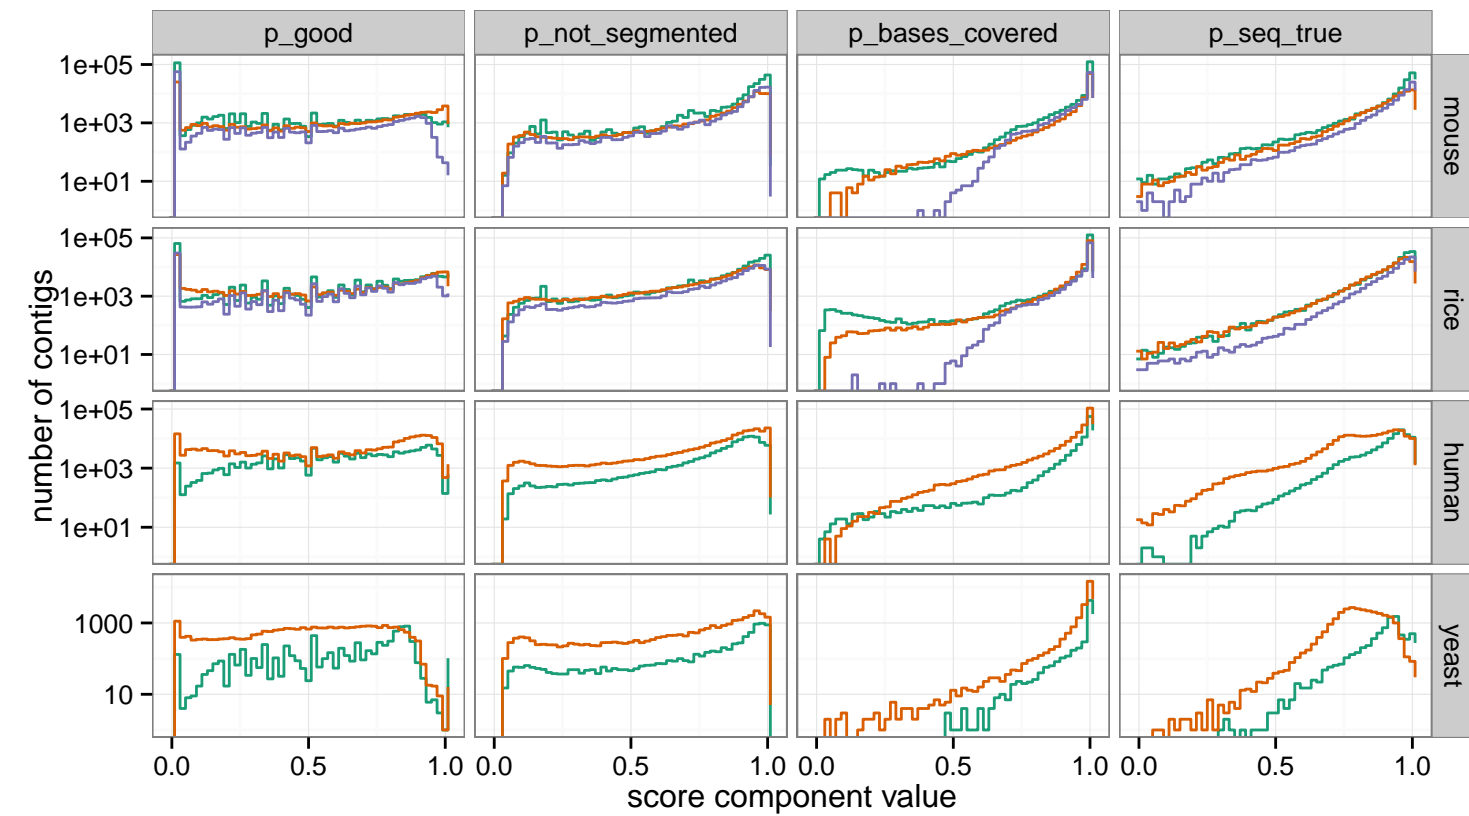 p_good p_not_segmented p_bases_covered p_seq_true
number of contigs
1e+05
1e+03
1e+01
mouse
1e+05
1e+03
1e+01
rice
1e+05
1e+03
1e+01
human
1000
10
yeast
0.0 0.5 1.0 0.0 0.5 1.0 0.0 0.5 1.0 0.0 0.5 1.0
score component value